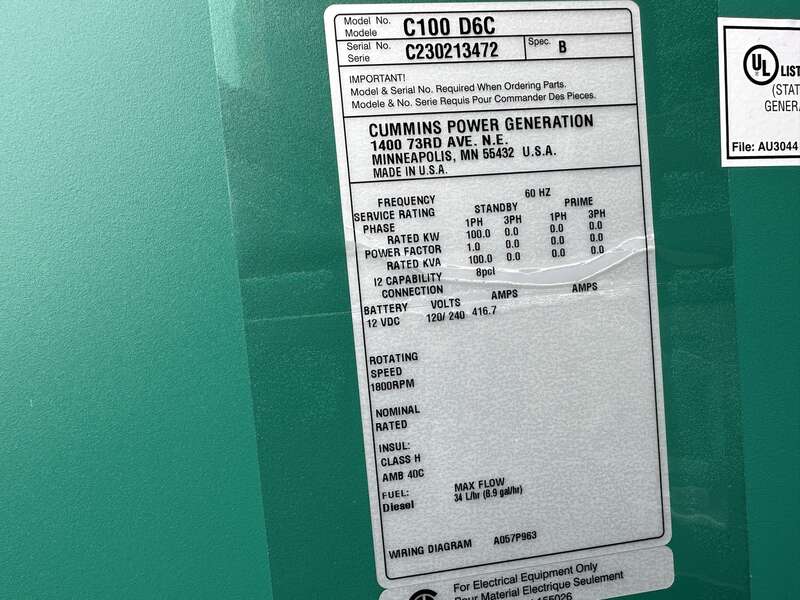 Model No. C100 D6C
Modele
Serial No. C230213472 Spec. B
Serie
IMPORTANT!
Model & Serial No. Required When Ordering Parts.
Modele & No. Serie Requis Pour Commander Des Pieces.
CUMMINS POWER GENERATION
1400 73RD AVE. N.E.
MINNEAPOLIS, MN 55432 U.S.A.
MADE IN U.S.A.
FREQUENCY 60 HZ
SERVICE RATING STANDBY PRIME
PHASE 1PH 3PH 1PH 3PH
RATED KW 100.0 0.0 0.0 0.0
POWER FACTOR 1.0 0.0 0.0 0.0
RATED KVA 100.0 0.0 0.0 0.0
I2 CAPABILITY 8pcl
CONNECTION
BATTERY VOLTS AMPS AMPS
12 VDC 120/ 240 416.7
ROTATING
SPEED
1800RPM
NOMINAL
RATED
INSUL:
CLASS H
AMB 40C
FUEL: MAX FLOW
Diesel 34 L/hr (8.9 gal/hr)
WIRING DIAGRAM A057P963
For Electrical Equipment Only
Pour Material Electrique Seulement
UL LIST
(STAT
GENERA
File: AU3044